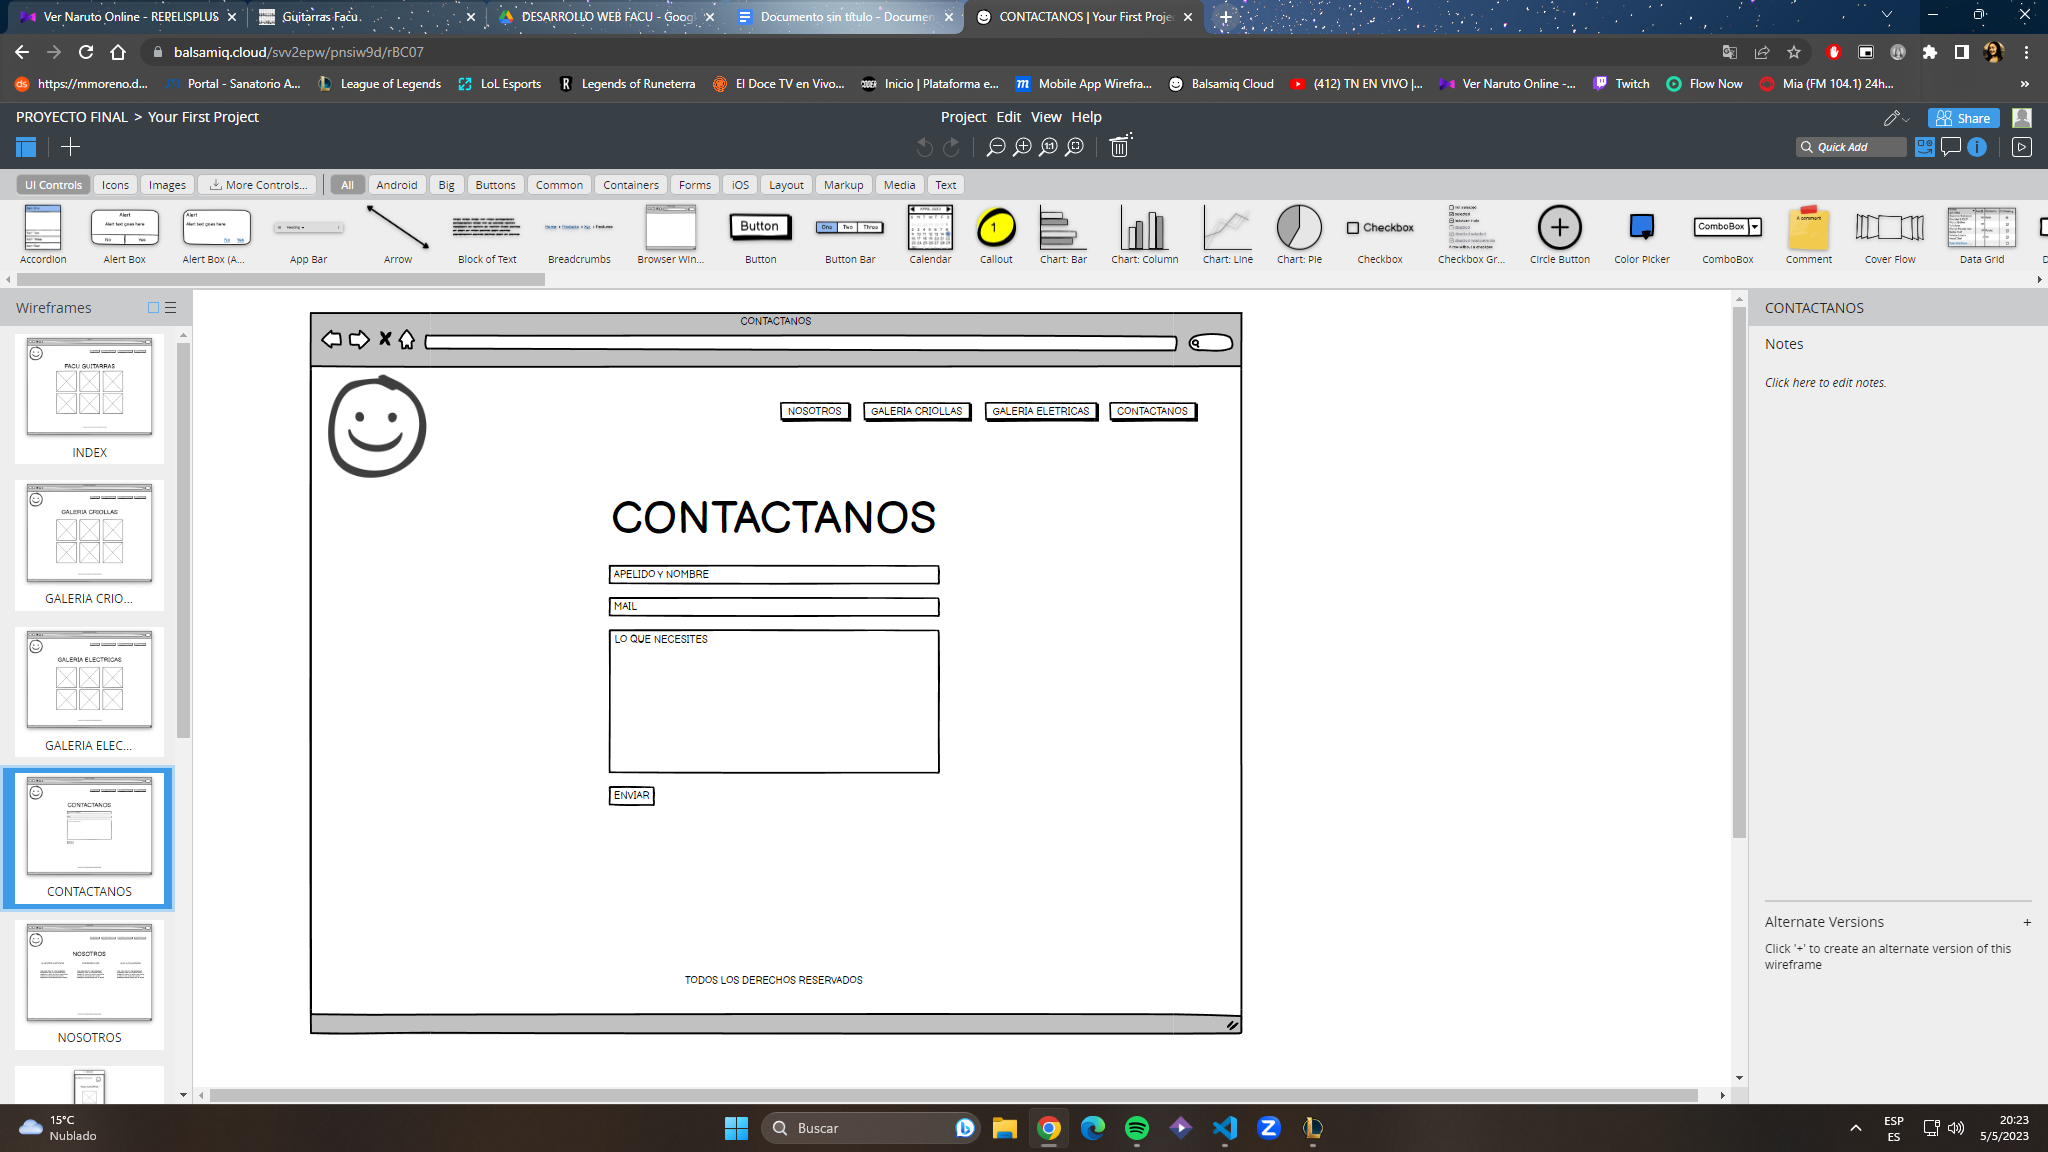 Ver Naruto Online - REPELISPLUS
Guitarras Facu
DESARROLLO WEB FACU - Goog
Documento sin título - Documen
CONTACTANOS | Your First Proje
balsamiq.cloud/svv2epw/pnsiw9d/rBC07
https://mmoreno.d...
Portal - Sanatorio A...
League of Legends
LoL Esports
Legends of Runeterra
El Doce TV en Vivo...
Inicio | Plataforma e...
Mobile App Wirefra...
Balsamiq Cloud
(412) TN EN VIVO |...
Ver Naruto Online -...
Twitch
Flow Now
Mia (FM 104.1) 24h...
PROYECTO FINAL > Your First Project
Project Edit View Help
Share
Quick Add
UI Controls Icons Images More Controls...
All Android Big Buttons Common Containers Forms iOS Layout Markup Media Text
Button
One Two Three
1
Checkbox
ComboBox
A comment
Accordion
Alert Box
Alert Box (A...
App Bar
Arrow
Block of Text
Breadcrumbs
Browser Win...
Button
Button Bar
Calendar
Callout
Chart: Bar
Chart: Column
Chart: Line
Chart: Pie
Checkbox
Checkbox Gr...
Circle Button
Color Picker
ComboBox
Comment
Cover Flow
Data Grid
Wireframes
FACU GUITARRAS
INDEX
GALERIA CRIOLLAS
GALERIA CRIO...
GALERIA ELECTRICAS
GALERIA ELEC...
CONTACTANOS
CONTACTANOS
NOSOTROS
NOSOTROS
CONTACTANOS
NOSOTROS
GALERIA CRIOLLAS
GALERIA ELETRICAS
CONTACTANOS
CONTACTANOS
APELIDO Y NOMBRE
MAIL
LO QUE NECESITES
ENVIAR
TODOS LOS DERECHOS RESERVADOS
CONTACTANOS
Notes
Click here to edit notes.
Alternate Versions +
Click '+' to create an alternate version of this
wireframe
15°C
Nublado
Buscar
ESP
ES
20:23
5/5/2023